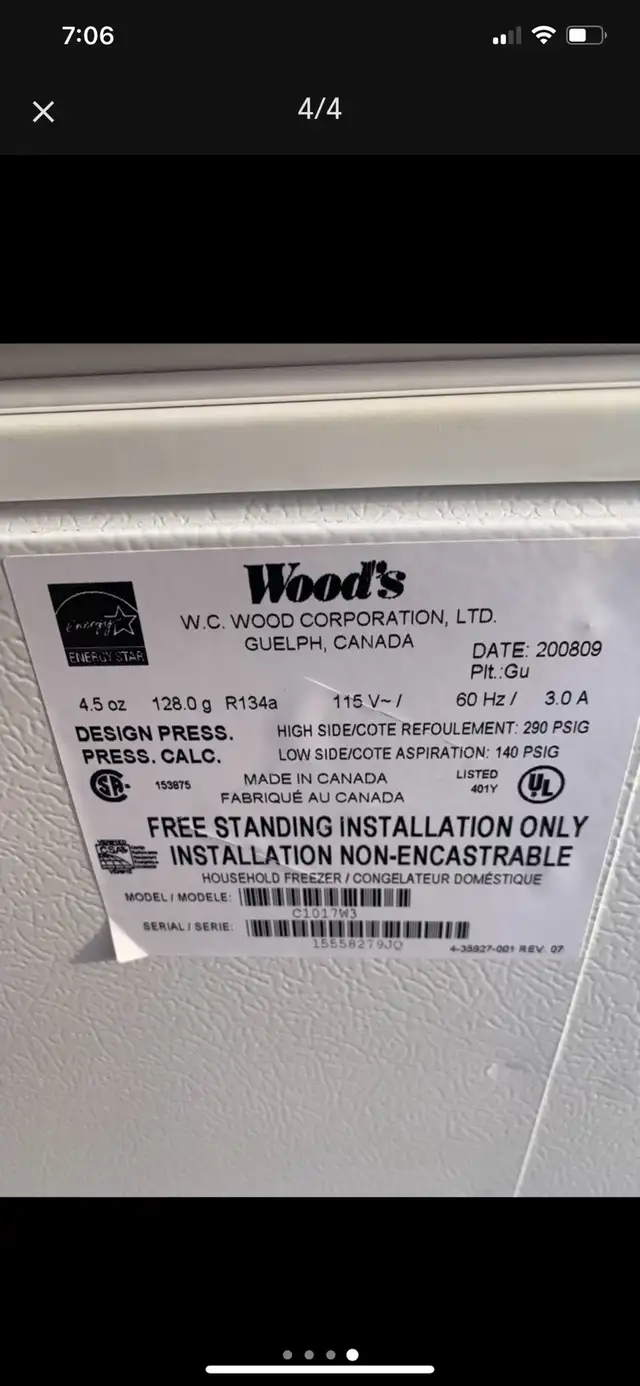 7:06
4/4
Wood's
W.C. WOOD CORPORATION, LTD.
GUELPH, CANADA
energy
ENERGY STAR
DATE: 200809
Plt.:Gu
4.5 oz 128.0 g R134a 115 V~ / 60 Hz / 3.0 A
DESIGN PRESS. HIGH SIDE/COTE REFOULEMENT: 290 PSIG
PRESS. CALC. LOW SIDE/COTE ASPIRATION: 140 PSIG
153875 MADE IN CANADA LISTED
FABRIQUÉ AU CANADA 401Y
UL
FREE STANDING INSTALLATION ONLY
INSTALLATION NON-ENCASTRABLE
HOUSEHOLD FREEZER / CONGELATEUR DOMÉSTIQUE
MODEL / MODELE:
C1017W3
SERIAL / SERIE:
15558279JO
4-35927-001 REV. 07